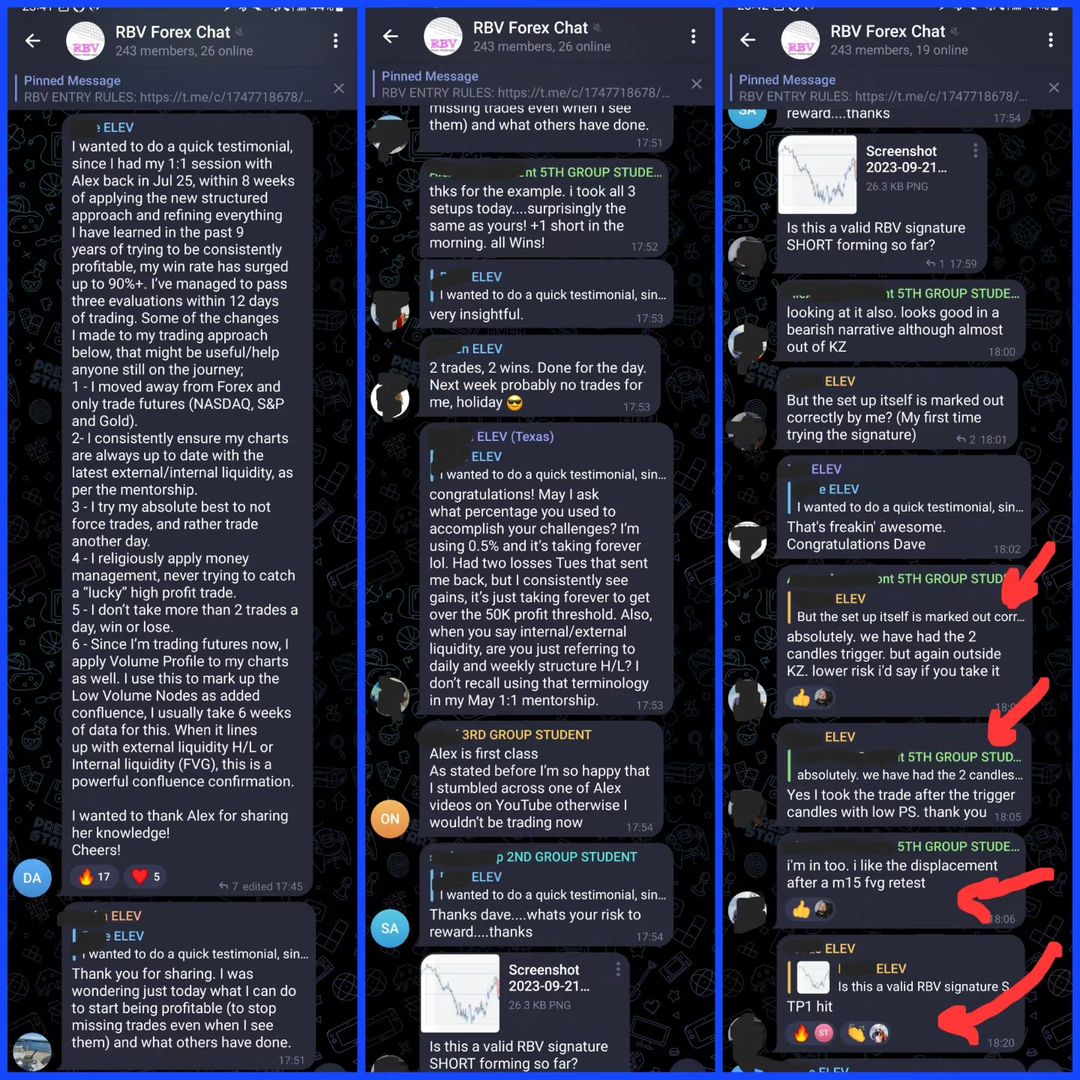 RBV Forex Chat
243 members, 26 online
Pinned Message
RBV ENTRY RULES: https://t.me/c/1747718678/...
RBV
e ELEV
I wanted to do a quick testimonial,
since I had my 1:1 session with
Alex back in Jul 25, within 8 weeks
of applying the new structured
approach and refining everything
I have learned in the past 9
years of trying to be consistently
profitable, my win rate has surged
up to 90%+. I've managed to pass
three evaluations within 12 days
of trading. Some of the changes
I made to my trading approach
below, that might be useful/help
anyone still on the journey;
1 - I moved away from Forex and
only trade futures (NASDAQ, S&P
and Gold).
2- I consistently ensure my charts
are always up to date with the
latest external/internal liquidity, as
per the mentorship.
3 - I try my absolute best to not
force trades, and rather trade
another day.
4 - I religiously apply money
management, never trying to catch
a “lucky” high profit trade.
5 - I don't take more than 2 trades a
day, win or lose.
6 - Since I'm trading futures now, I
apply Volume Profile to my charts
as well. I use this to mark up the
Low Volume Nodes as added
confluence, I usually take 6 weeks
of data for this. When it lines
up with external liquidity H/L or
Internal liquidity (FVG), this is a
powerful confluence confirmation.
I wanted to thank Alex for sharing
her knowledge!
Cheers!
DA
17 5
7 edited 17:45
ELEV
e ELEV
I wanted to do a quick testimonial, sin...
Thank you for sharing. I was
wondering just today what I can do
to start being profitable (to stop
missing trades even when I see
them) and what others have done.
17:51
RBV Forex Chat
243 members, 26 online
Pinned Message
RBV ENTRY RULES: https://t.me/c/1747718678/...
RBV
missing trades even when I see
them) and what others have done.
17:51
nt 5TH GROUP STUDE...
thks for the example. i took all 3
setups today....surprisingly the
same as yours! +1 short in the
morning. all Wins!
17:52
ELEV
I wanted to do a quick testimonial, sin...
very insightful.
17:53
n ELEV
2 trades, 2 wins. Done for the day.
Next week probably no trades for
me, holiday 😎
17:53
ELEV (Texas)
ELEV
I wanted to do a quick testimonial, sin...
congratulations! May I ask
what percentage you used to
accomplish your challenges? I'm
using 0.5% and it's taking forever
lol. Had two losses Tues that sent
me back, but I consistently see
gains, it's just taking forever to get
over the 50K profit threshold. Also,
when you say internal/external
liquidity, are you just referring to
daily and weekly structure H/L? I
don't recall using that terminology
in my May 1:1 mentorship.
17:53
3RD GROUP STUDENT
Alex is first class
As stated before I'm so happy that
I stumbled across one of Alex
videos on YouTube otherwise I
wouldn't be trading now
ON
17:54
p 2ND GROUP STUDENT
ELEV
I wanted to do a quick testimonial, sin...
Thanks dave....whats your risk to
reward....thanks
SA
17:54
Screenshot
2023-09-21...
26.3 KB PNG
Is this a valid RBV signature
SHORT forming so far?
RBV Forex Chat
243 members, 19 online
Pinned Message
RBV ENTRY RULES: https://t.me/c/1747718678/...
RBV
SA
reward....thanks
17:54
Screenshot
2023-09-21...
26.3 KB PNG
Is this a valid RBV signature
SHORT forming so far?
1 17:59
nt 5TH GROUP STUDE...
looking at it also. looks good in a
bearish narrative although almost
out of KZ
18:00
ELEV
But the set up itself is marked out
correctly by me? (My first time
trying the signature)
2 18:01
ELEV
e ELEV
I wanted to do a quick testimonial, sin...
That's freakin' awesome.
Congratulations Dave
18:02
ont 5TH GROUP STUD
ELEV
But the set up itself is marked out corr...
absolutely. we have had the 2
candles trigger. but again outside
KZ. lower risk i'd say if you take it
ELEV
t 5TH GROUP STUD...
absolutely. we have had the 2 candles...
Yes I took the trade after the trigger
candles with low PS. thank you
18:05
5TH GROUP STUDE...
i'm in too. i like the displacement
after a m15 fvg retest
18:06
ELEV
ELEV
Is this a valid RBV signature S
TP1 hit
ST
18:20